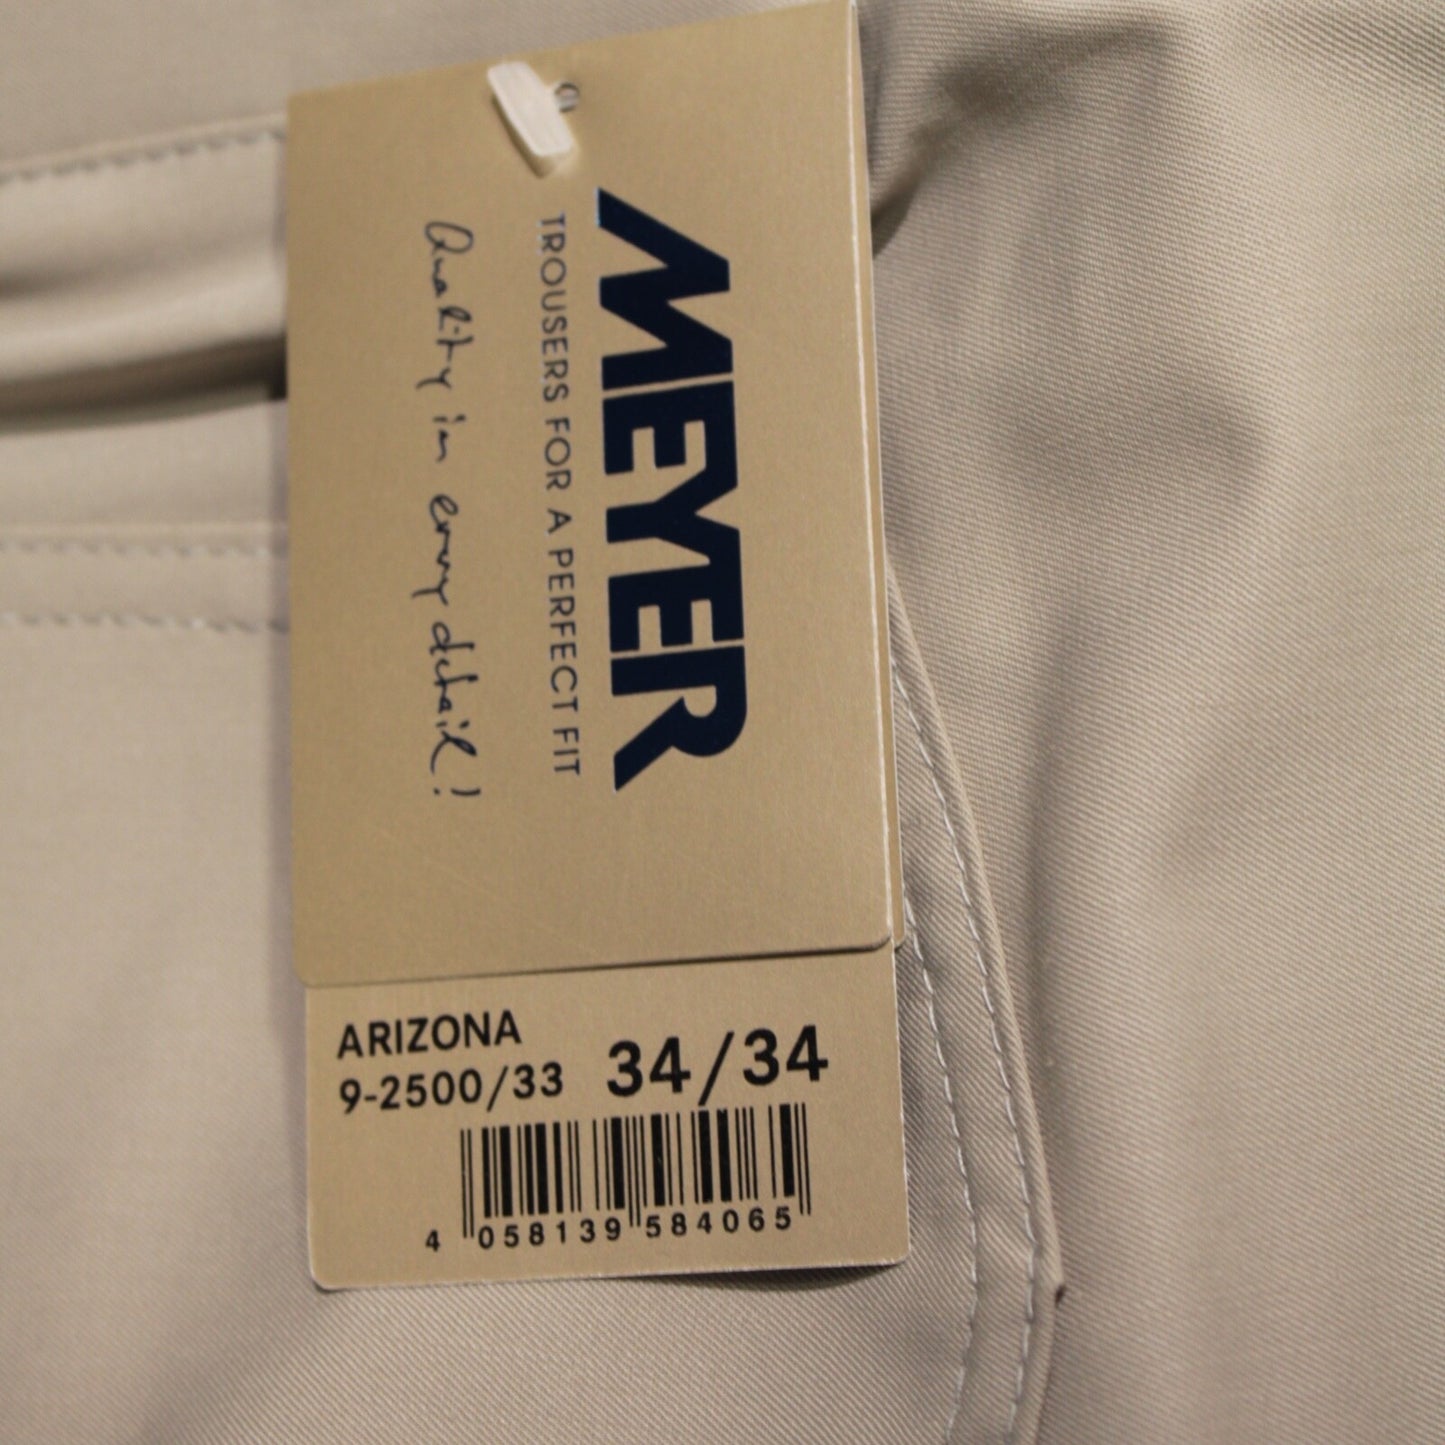 MEYER
TROUSERS FOR A PERFECT FIT
Quality in every detail!
ARIZONA
9-2500/33 34/34
4 058139 584065